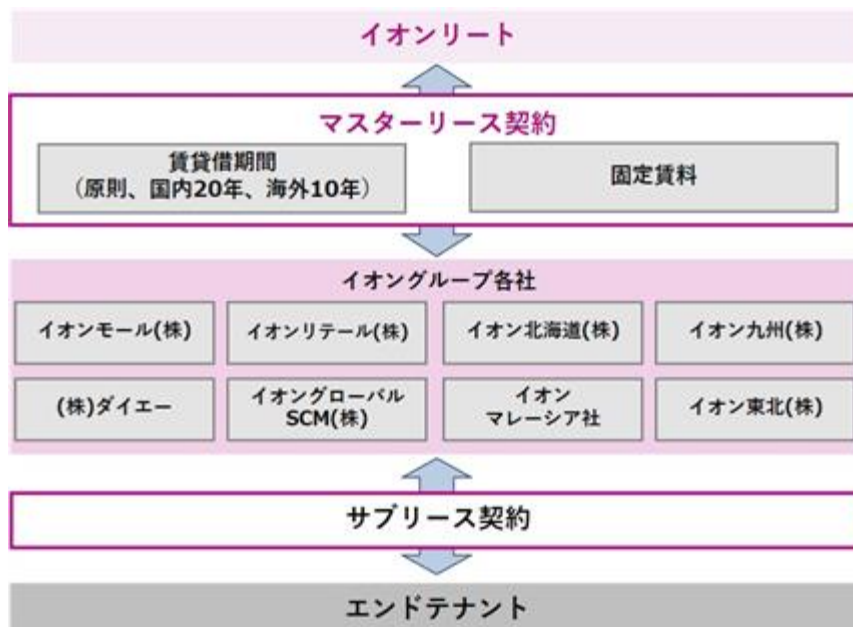 イオンリート
マスターリース契約
賃貸借期間
（原則、国内20年、海外10年）
固定賃料
イオングループ各社
イオンモール(株)
イオンリテール(株)
イオン北海道(株)
イオン九州(株)
(株)ダイエー
イオングローバル
SCM(株)
イオン
マレーシア社
イオン東北(株)
サブリース契約
エンドテナント